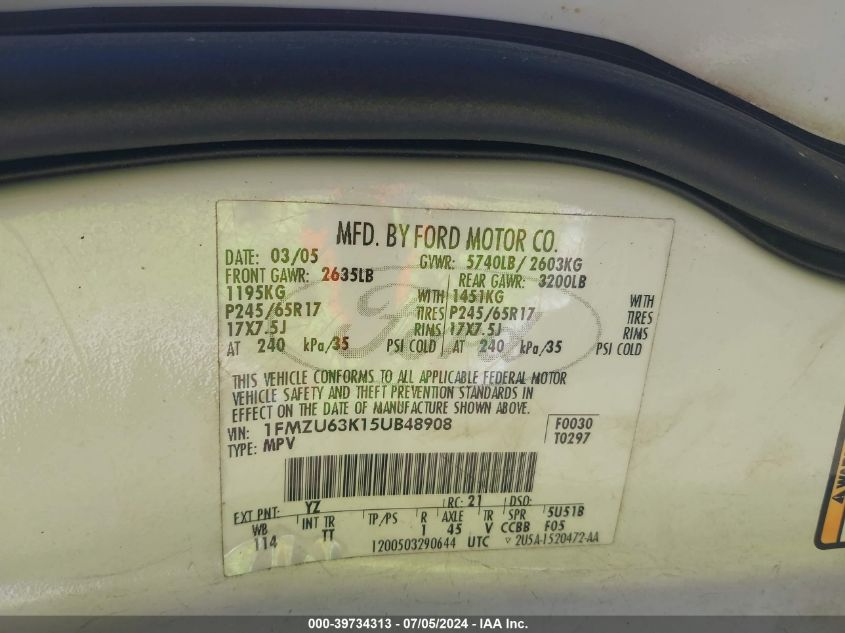 MFD. BY FORD MOTOR CO.
DATE: 03/05 GVWR: 5740LB/2603KG
FRONT GAWR: 2635LB REAR GAWR: 3200LB
1195KG WITH 1451KG WITH
P245/65R17 TIRES P245/65R17 TIRES
17X7.5J RIMS 17X7.5J RIMS
AT 240 kPa/35 PSI COLD AT 240 kPa/35 PSI COLD
THIS VEHICLE CONFORMS TO ALL APPLICABLE FEDERAL MOTOR
VEHICLE SAFETY AND THEFT PREVENTION STANDARDS IN
EFFECT ON THE DATE OF MANUFACTURE SHOWN ABOVE.
VIN: 1FMZU63K15UB48908 F0030
TYPE: MPV T0297
EXT PNT: YZ RC: 21 DSO:
WB INT TR TP/PS R AXLE TR SPR 5U51B
114 TT 1 45 V CCBB F05
1200503290644 UTC ▽ 2U5A-1520472-AA
Ford
000-39734313 - 07/05/2024 - IAA Inc.